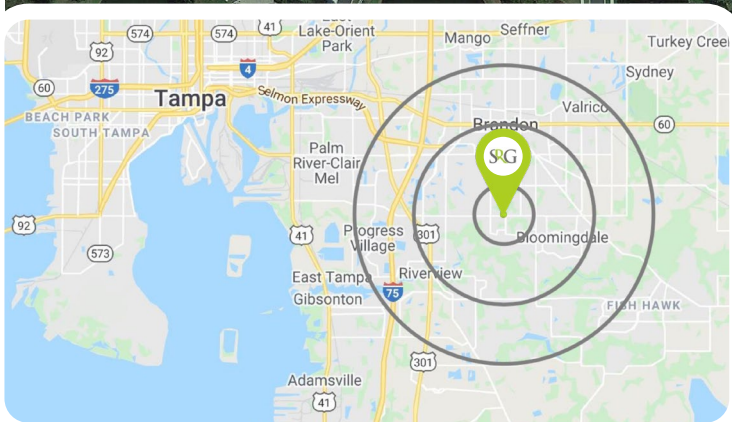 41
East
Lake-Orient
Park
574
574
Mango
Seffner
Turkey Cree
92
4
Sydney
60
275
Tampa
Selmon Expressway
Valrico
BEACH PARK
SOUTH TAMPA
Brandon
60
Palm
River-Clair
Mel
SRG
92
41
Progress
Village
301
Bloomingdale
573
East Tampa
Riverview
Gibsonton
75
FISH HAWK
301
Adamsville
41